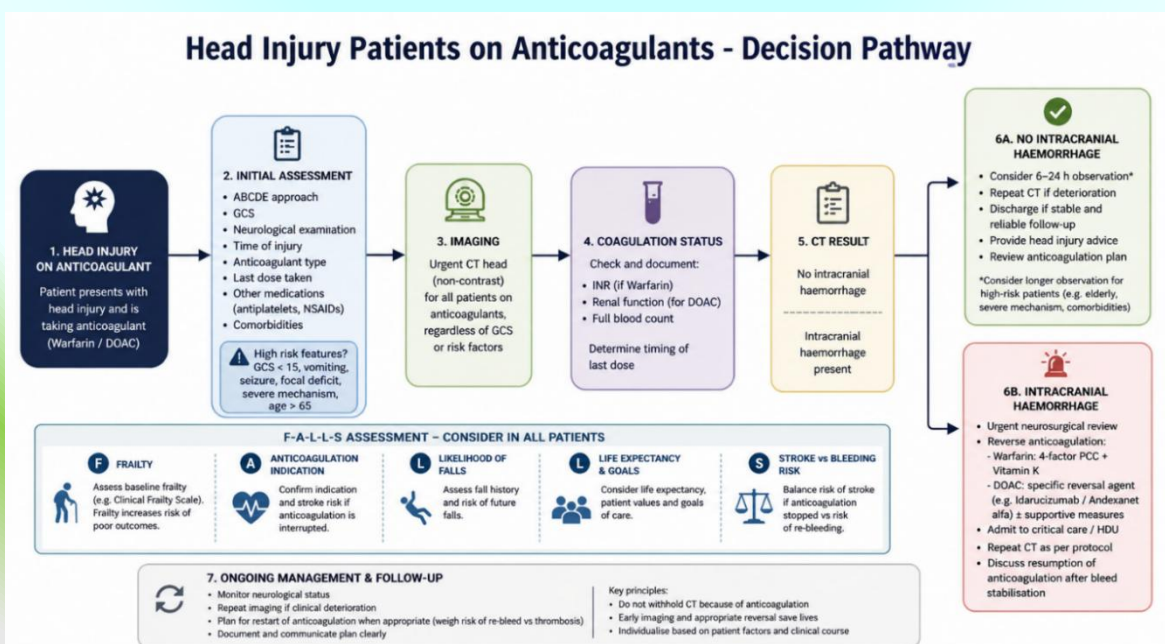 Head Injury Patients on Anticoagulants - Decision Pathway
1. HEAD INJURY
ON ANTICOAGULANT
Patient presents with
head injury and is
taking anticoagulant
(Warfarin / DOAC)
2. INITIAL ASSESSMENT
• ABCDE approach
• GCS
• Neurological examination
• Time of injury
• Anticoagulant type
• Last dose taken
• Other medications
(antiplatelets, NSAIDs)
• Comorbidities
High risk features?
GCS < 15, vomiting,
seizure, focal deficit,
severe mechanism,
age > 65
3. IMAGING
Urgent CT head
(non-contrast)
for all patients on
anticoagulants,
regardless of GCS
or risk factors
4. COAGULATION STATUS
Check and document:
• INR (if Warfarin)
• Renal function (for DOAC)
• Full blood count
Determine timing of
last dose
5. CT RESULT
No intracranial
haemorrhage
Intracranial
haemorrhage
present
6A. NO INTRACRANIAL
HAEMORRHAGE
• Consider 6–24 h observation*
• Repeat CT if deterioration
• Discharge if stable and
reliable follow-up
• Provide head injury advice
• Review anticoagulation plan
*Consider longer observation for
high-risk patients (e.g. elderly,
severe mechanism, comorbidities)
6B. INTRACRANIAL
HAEMORRHAGE
• Urgent neurosurgical review
• Reverse anticoagulation:
- Warfarin: 4-factor PCC +
Vitamin K
- DOAC: specific reversal agent
(e.g. Idarucizumab / Andexanet
alfa) ± supportive measures
• Admit to critical care / HDU
• Repeat CT as per protocol
• Discuss resumption of
anticoagulation after bleed
stabilisation
F-A-L-L-S ASSESSMENT – CONSIDER IN ALL PATIENTS
F FRAILTY
Assess baseline frailty
(e.g. Clinical Frailty Scale).
Frailty increases risk of
poor outcomes.
A ANTICOAGULATION
INDICATION
Confirm indication
and stroke risk if
anticoagulation is
interrupted.
L LIKELIHOOD OF
FALLS
Assess fall history
and risk of future
falls.
L LIFE EXPECTANCY
& GOALS
Consider life expectancy,
patient values and goals
of care.
S STROKE vs BLEEDING
RISK
Balance risk of stroke
if anticoagulation
stopped vs risk
of re-bleeding.
7. ONGOING MANAGEMENT & FOLLOW-UP
• Monitor neurological status
• Repeat imaging if clinical deterioration
• Plan for restart of anticoagulation when appropriate (weigh risk of re-bleed vs thrombosis)
• Document and communicate plan clearly
Key principles:
• Do not withhold CT because of anticoagulation
• Early imaging and appropriate reversal save lives
• Individualise based on patient factors and clinical course